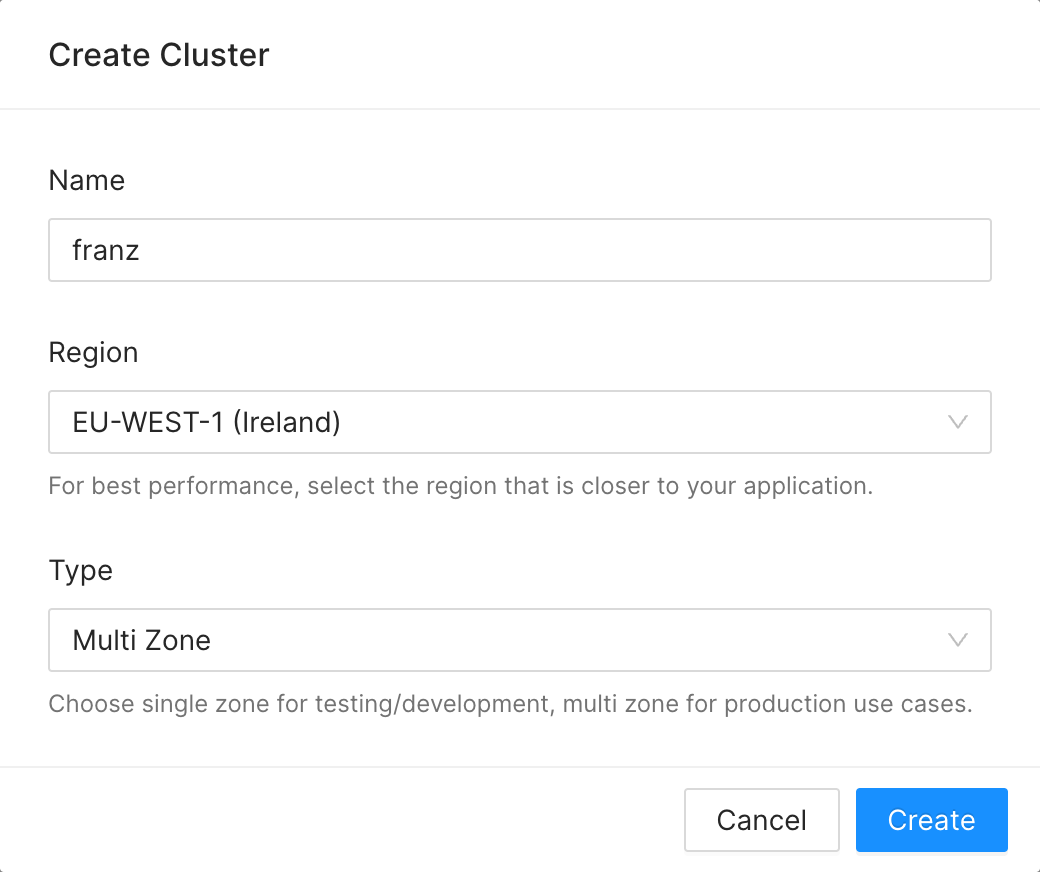 Create Cluster
Name
franz
Region
EU-WEST-1 (Ireland)
For best performance, select the region that is closer to your application.
Type
Multi Zone
Choose single zone for testing/development, multi zone for production use cases.
Cancel
Create